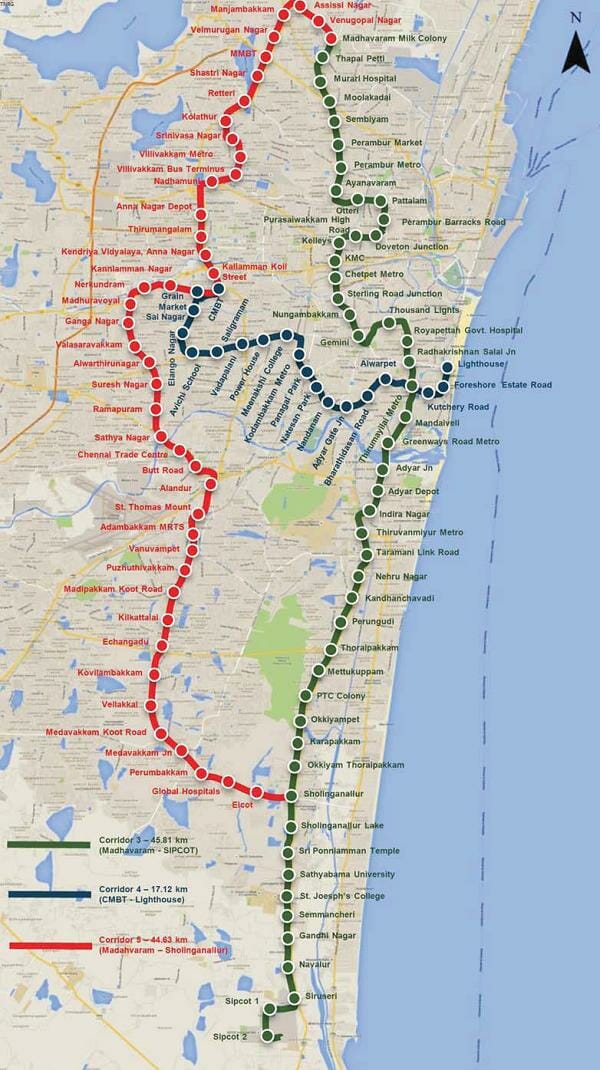 TNRG
N
Assissi Nagar
Manjambakkam
Venugopal Nagar
Velmurugan Nagar
Madhavaram Milk Colony
MMBT
Thapal Petti
Shastri Nagar
Murari Hospital
Retteri
Moolakadai
Kolathur
Sembiyam
Srinivasa Nagar
Perambur Market
Villivakkam Metro
Perambur Metro
Villivakkam Bus Terminus
Nadhamuni
Ayanavaram
Pattalam
Anna Nagar Depot
Otteri
Purasaiwakkam High
Road
Perambur Barracks Road
Thirumangalam
Kelleys
Doveton Junction
Kendriya Vidyalaya, Anna Nagar
KMC
Kannlamman Nagar
Kallamman Koil
Street
Chetpet Metro
Nerkundram
Grain
Market
CMBT
Sterling Road Junction
Madhuravoyal
Sai Nagar
Saligramam
Nungambakkam
Thousand Lights
Ganga Nagar
Royapettah Govt. Hospital
Valasaravakkam
Elango Nagar
Gemini
Radhakrishnan Salai Jn
Alwarthirunagar
Avichi School
Vadapalani
Power House
Meenakshi College
Kodambakkam Metro
Panagal Park
Natesan Park
Nandanam
Adyar Gate Jn
Bharathidasan Road
Alwarpet
Thirumayilai Metro
Lighthouse
Suresh Nagar
Foreshore Estate Road
Ramapuram
Kutchery Road
Mandaiveli
Sathya Nagar
Greenways Road Metro
Chennai Trade Centre
Butt Road
Adyar Jn
Alandur
Adyar Depot
St. Thomas Mount
Indira Nagar
Adambakkam MRTS
Thiruvanmiyur Metro
Vanuvampet
Taramani Link Road
Puzhuthivakkam
Nehru Nagar
Madipakkam Koot Road
Kandhanchavadi
Kilkattalai
Perungudi
Echangadu
Thoraipakkam
Kovilambakkam
Mettukuppam
PTC Colony
Vellakkal
Okkiyampet
Medavakkam Koot Road
Karapakkam
Medavakkam Jn
Okkiyam Thoraipakkam
Perumbakkam
Global Hospitals
Elcot
Sholinganallur
Sholinganallur Lake
Sri Ponniamman Temple
Sathyabama University
St. Joesph's College
Semmancheri
Gandhi Nagar
Navalur
Siruseri
Sipcot 1
Sipcot 2
Corridor 3 – 45.81 km
(Madhavaram - SIPCOT)
Corridor 4 – 17.12 km
(CMBT - Lighthouse)
Corridor 5 – 44.63 km
(Madahvaram – Sholinganallur)